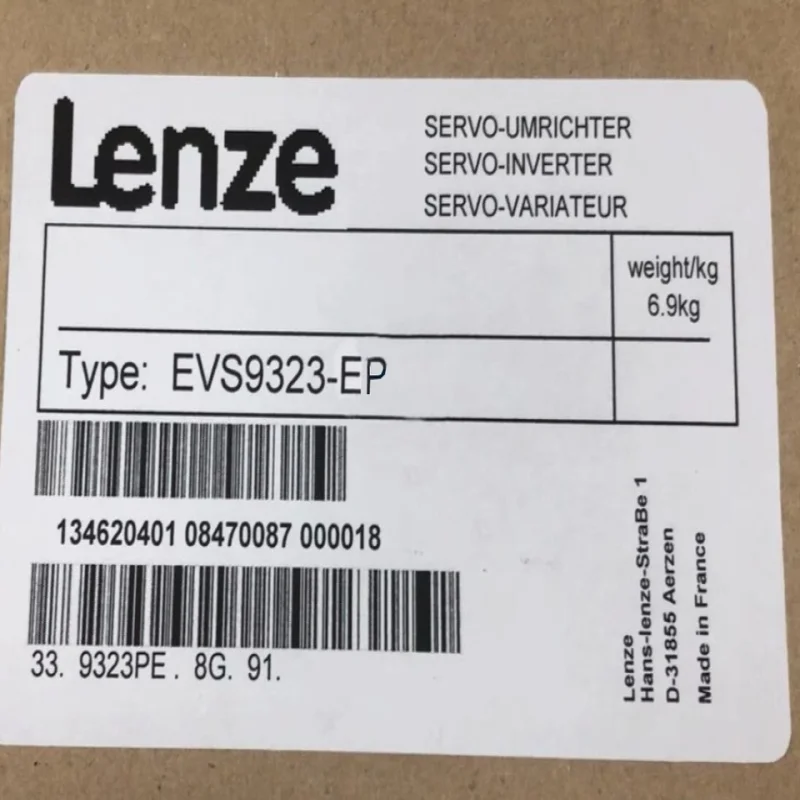 Lenze
SERVO-UMRICHTER
SERVO-INVERTER
SERVO-VARIATEUR
weight/kg
6.9kg
Type: EVS9323-EP
134620401 08470087 000018
33. 9323PE . 8G. 91.
Lenze
Hans-lenze-StraBe 1
D-31855 Aerzen
Made in France